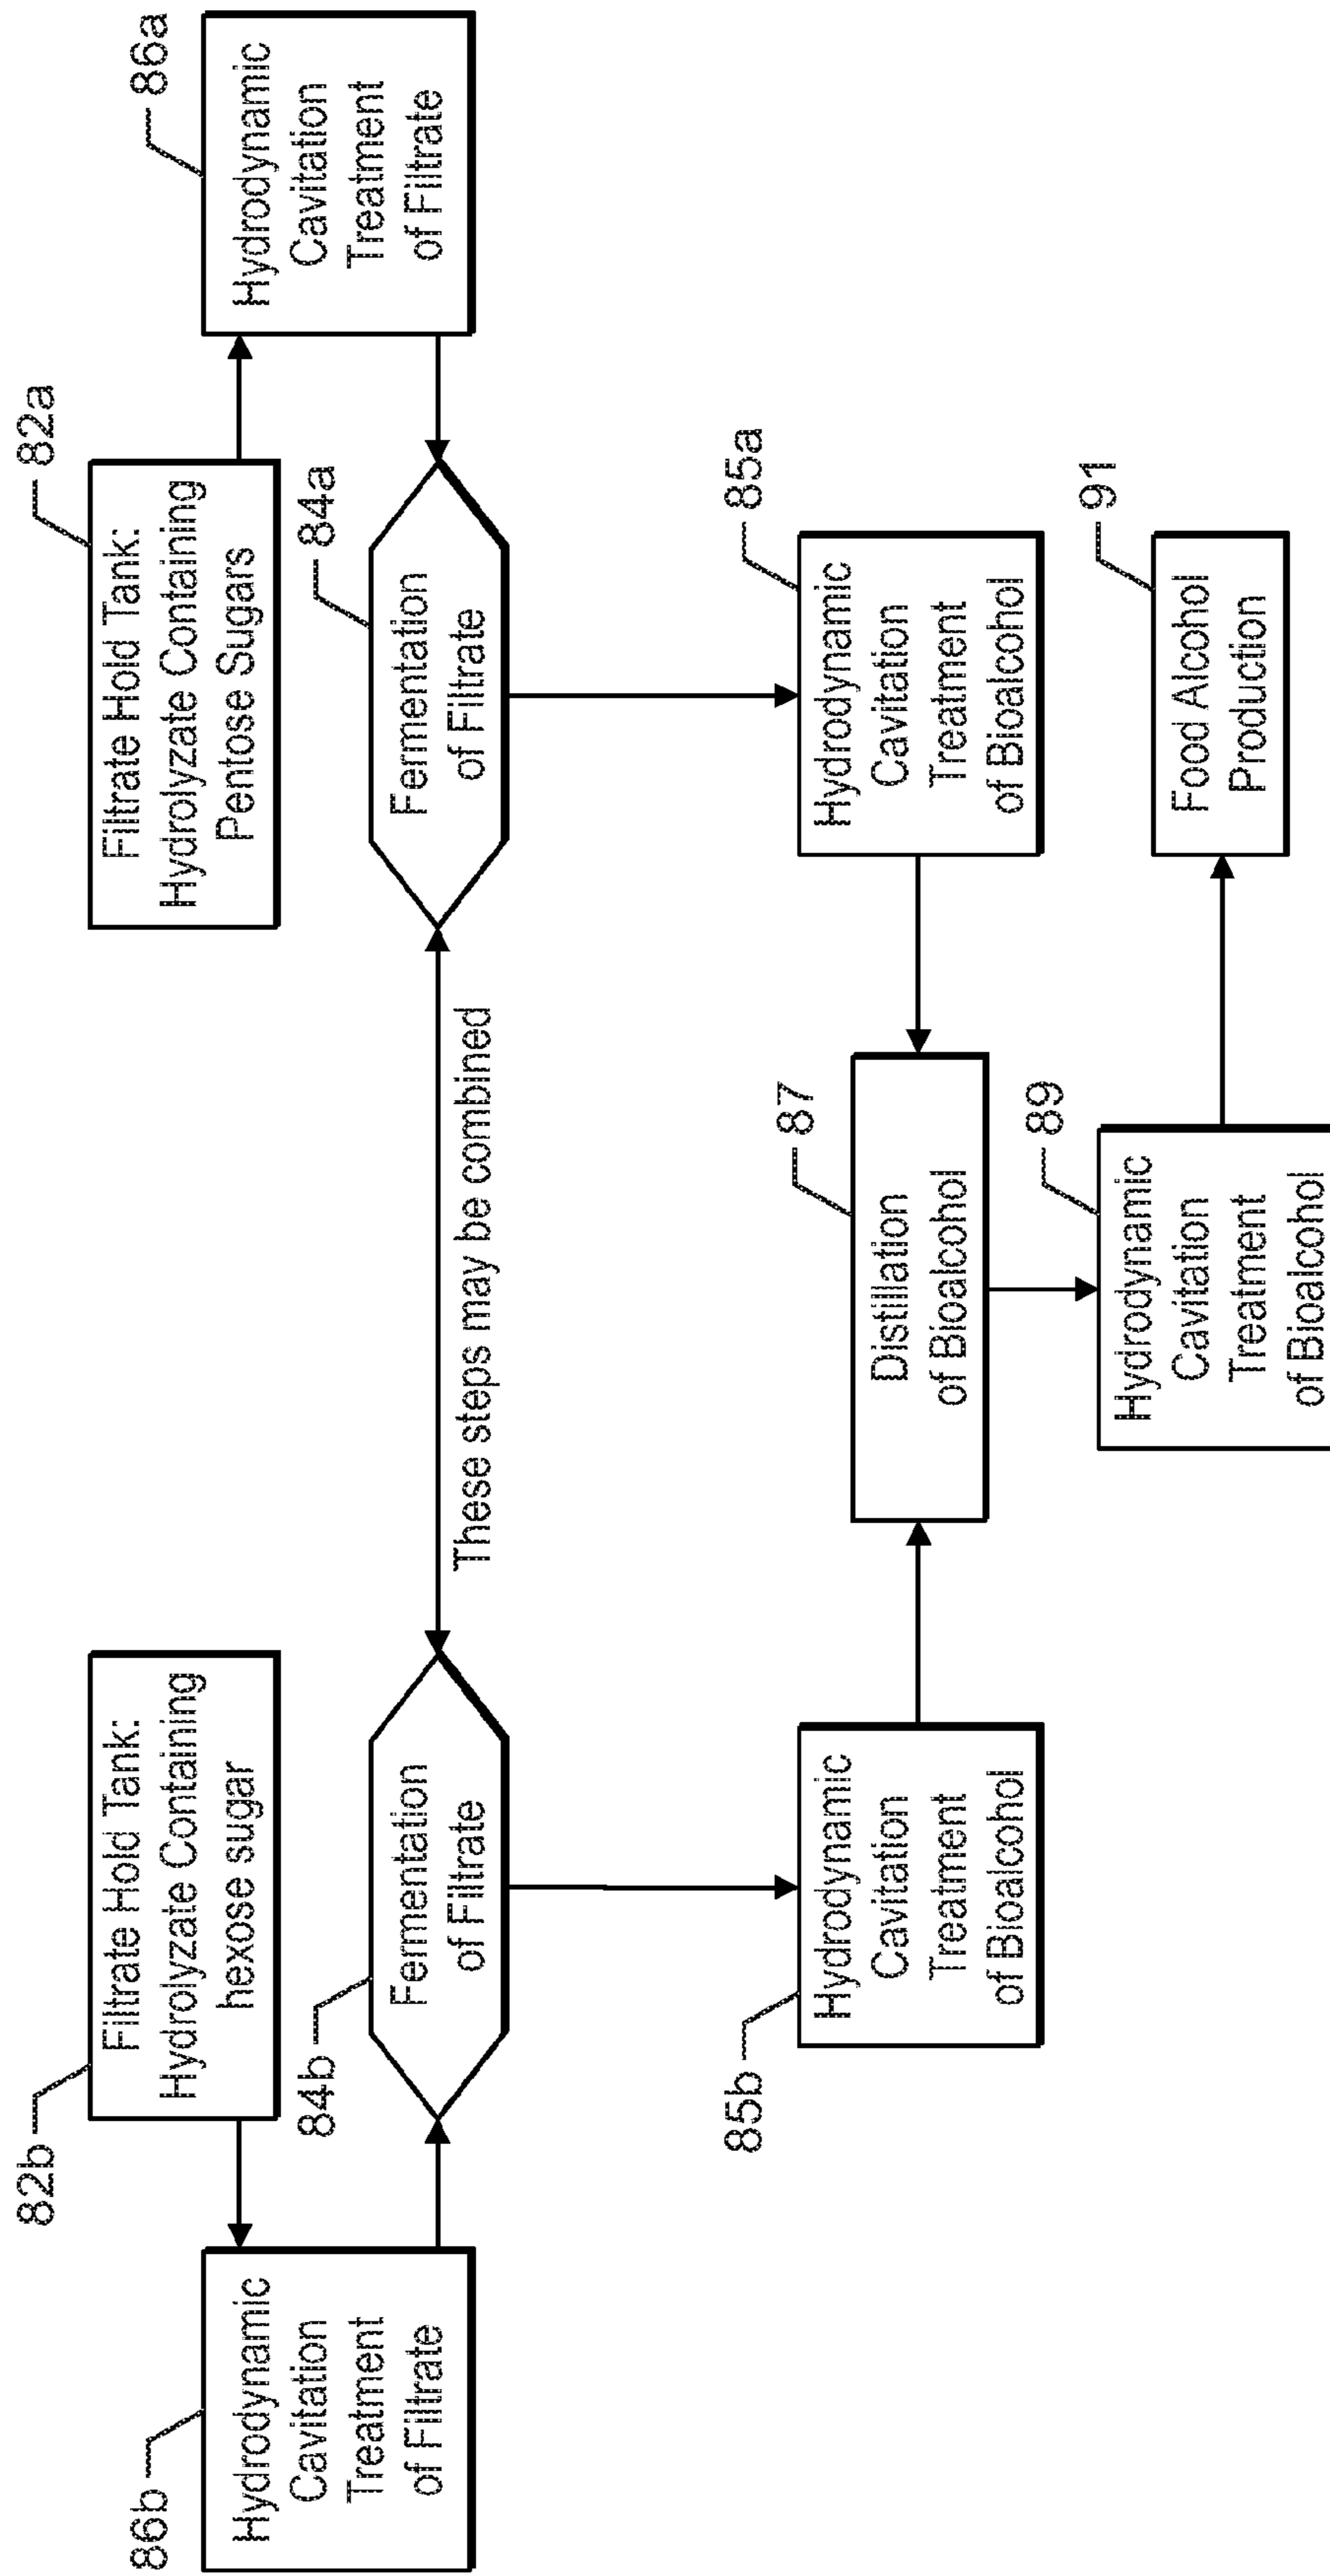 82b
Filtrate Hold Tank:
Hydrolyzate Containing
hexose sugar
82a
Filtrate Hold Tank:
Hydrolyzate Containing
Pentose Sugars
86b
Hydrodynamic
Cavitation
Treatment
of Filtrate
84b
Fermentation
of Filtrate
These steps may be combined
84a
Fermentation
of Filtrate
86a
Hydrodynamic
Cavitation
Treatment
of Filtrate
85b
Hydrodynamic
Cavitation
Treatment
of Bioalcohol
87
Distillation
of Bioalcohol
85a
Hydrodynamic
Cavitation
Treatment
of Bioalcohol
89
Hydrodynamic
Cavitation
Treatment
of Bioalcohol
91
Food Alcohol
Production